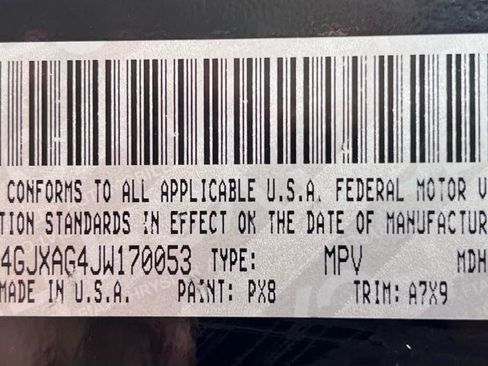 CONFORMS TO ALL APPLICABLE U.S.A. FEDERAL MOTOR V
TION STANDARDS IN EFFECT ON THE DATE OF MANUFACTUR
4GJXAG4JW170053 TYPE: MPV MDH
MADE IN U.S.A. PAINT: PX8 TRIM: A7X9